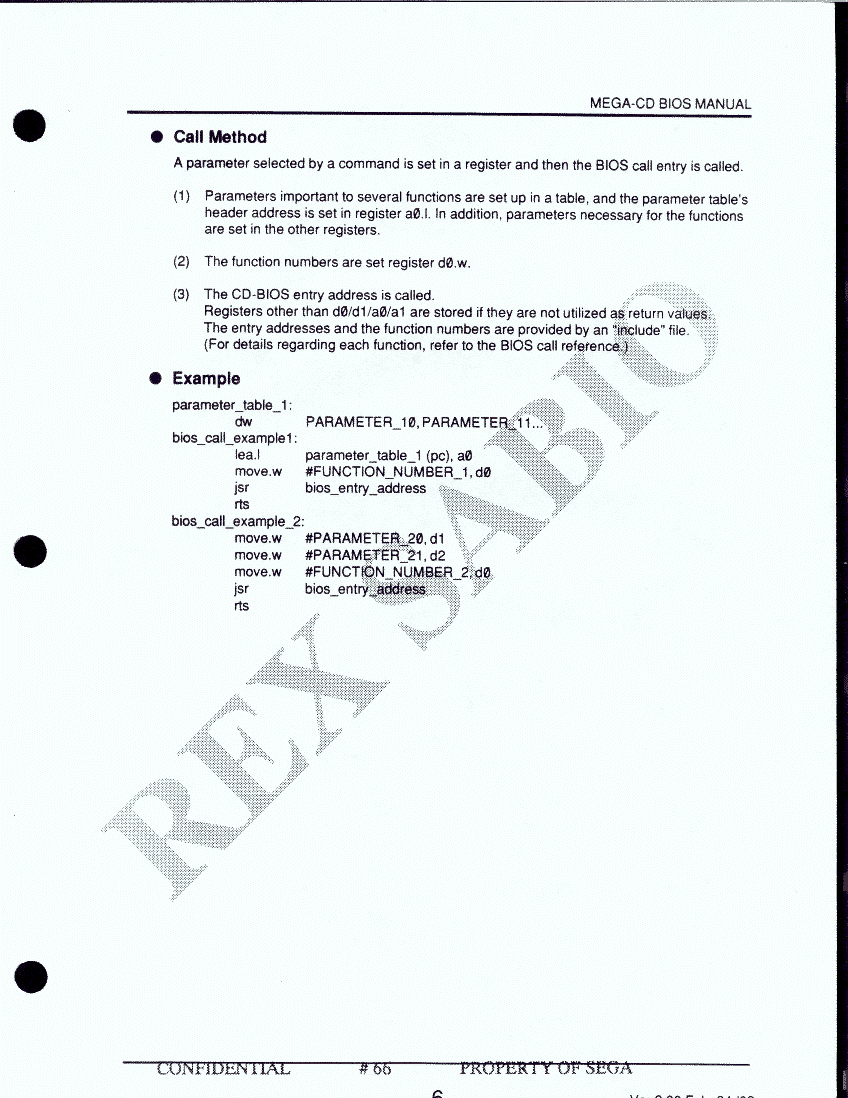 MEGA-CD BIOS MANUAL
● Call Method
A parameter selected by a command is set in a register and then the BIOS call entry is called.
(1) Parameters important to several functions are set up in a table, and the parameter table's
header address is set in register a0.l. In addition, parameters necessary for the functions
are set in the other registers.
(2) The function numbers are set register d0.w.
(3) The CD-BIOS entry address is called.
Registers other than d0/d1/a0/a1 are stored if they are not utilized as return values.
The entry addresses and the function numbers are provided by an "include" file.
(For details regarding each function, refer to the BIOS call reference.)
● Example
parameter_table_1:
dw PARAMETER_10, PARAMETER_11...
bios_call_example1:
lea.l parameter_table_1 (pc), a0
move.w #FUNCTION_NUMBER_1, d0
jsr bios_entry_address
rts
bios_call_example_2:
move.w #PARAMETER_20, d1
move.w #PARAMETER_21, d2
move.w #FUNCTION_NUMBER_2, d0
jsr bios_entry_address
rts
REX SABIO
CONFIDENTIAL #66 PROPERTY OF SEGA
6